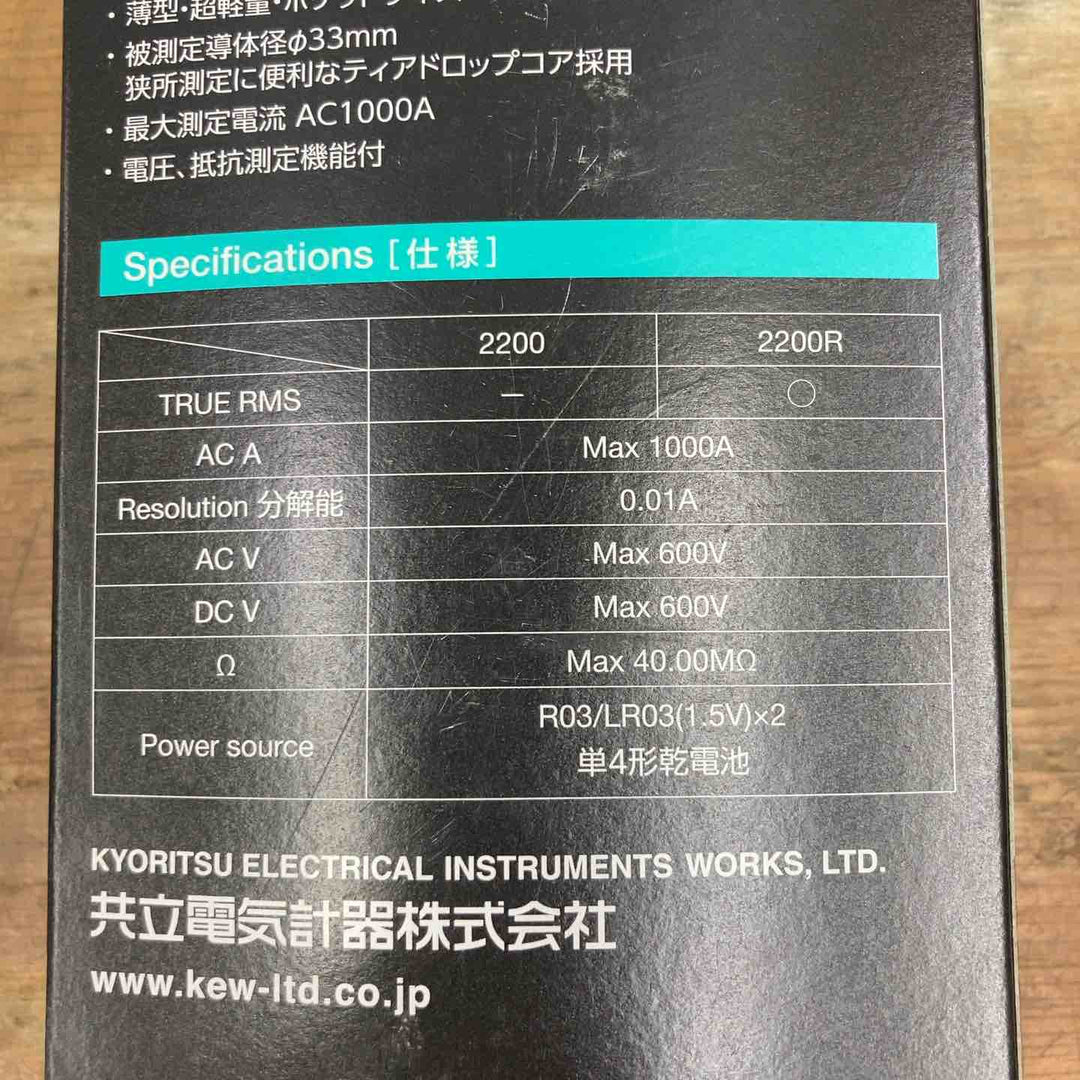 ・薄型・超軽量・
・被測定導体径φ33mm
狭所測定に便利なティアドロップコア採用
・最大測定電流 AC1000A
・電圧、抵抗測定機能付
Specifications [仕様]
2200 2200R
TRUE RMS － ○
AC A Max 1000A
Resolution 分解能 0.01A
AC V Max 600V
DC V Max 600V
Ω Max 40.00MΩ
Power source R03/LR03(1.5V)×2
単4形乾電池
KYORITSU ELECTRICAL INSTRUMENTS WORKS, LTD.
共立電気計器株式会社
www.kew-ltd.co.jp